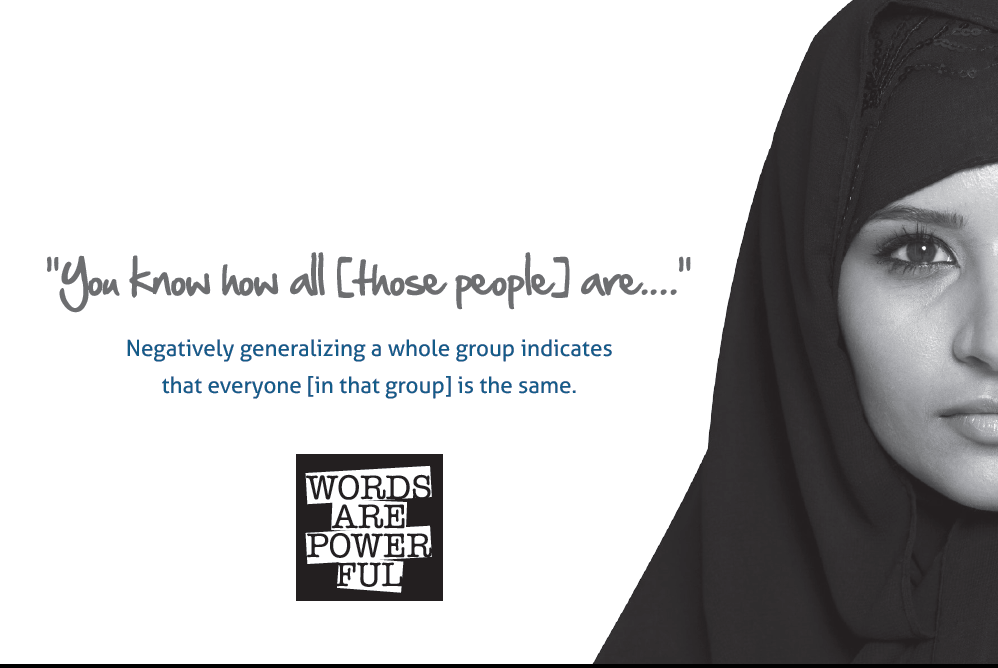 "You know how all [those people] are...."
Negatively generalizing a whole group indicates
that everyone [in that group] is the same.
WORDS
ARE
POWER
FUL